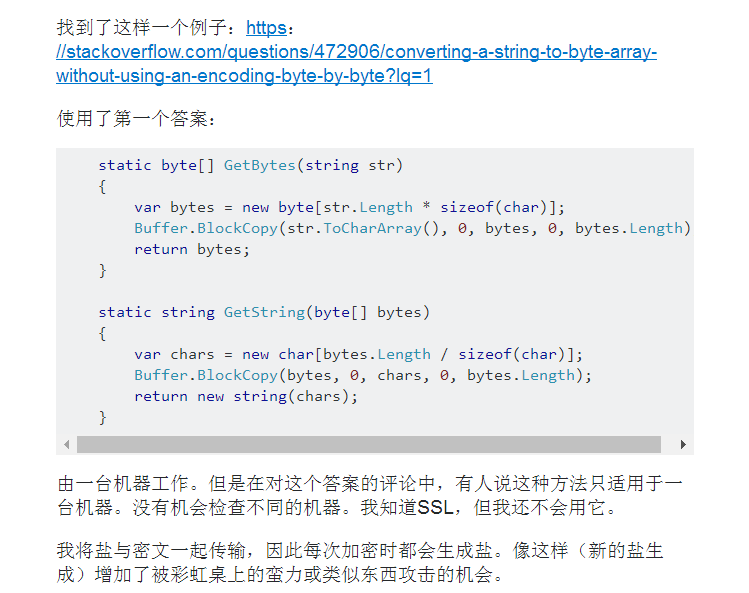 找到了这样一个例子：https：
//stackoverflow.com/questions/472906/converting-a-string-to-byte-array-
without-using-an-encoding-byte-by-byte?lq=1
使用了第一个答案：
static byte[] GetBytes(string str)
{
var bytes = new byte[str.Length * sizeof(char)];
Buffer.BlockCopy(str.ToCharArray(), 0, bytes, 0, bytes.Length)
return bytes;
}
static string GetString(byte[] bytes)
{
var chars = new char[bytes.Length / sizeof(char)];
Buffer.BlockCopy(bytes, 0, chars, 0, bytes.Length);
return new string(chars);
}
由一台机器工作。但是在对这个答案的评论中，有人说这种方法只适用于一
台机器。没有机会检查不同的机器。我知道SSL，但我还不会用它。
我将盐与密文一起传输，因此每次加密时都会生成盐。像这样（新的盐生
成）增加了被彩虹桌上的蛮力或类似东西攻击的机会。